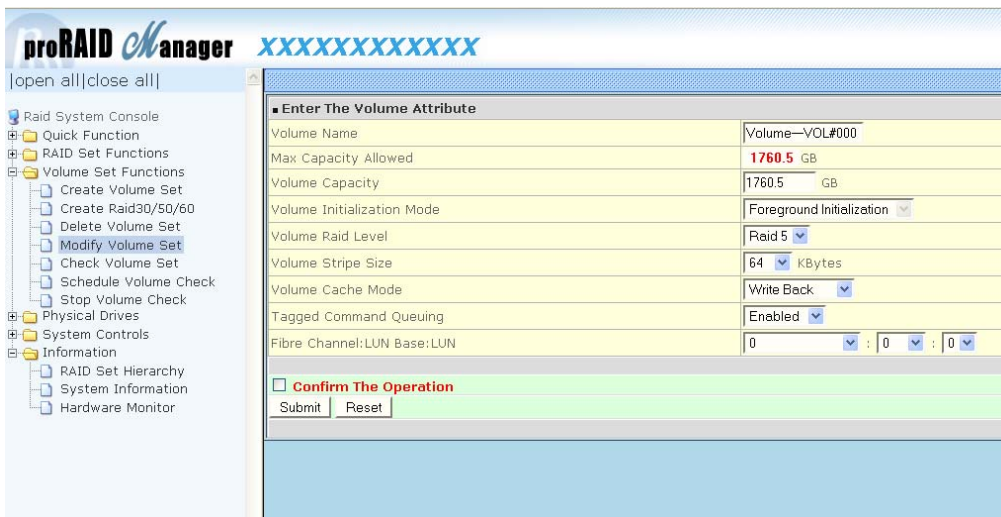 proRAID Manager XXXXXXXXXXXX
|open all|close all|
Raid System Console
Quick Function
RAID Set Functions
Volume Set Functions
Create Volume Set
Create Raid30/50/60
Delete Volume Set
Modify Volume Set
Check Volume Set
Schedule Volume Check
Stop Volume Check
Physical Drives
System Controls
Information
RAID Set Hierarchy
System Information
Hardware Monitor
Enter The Volume Attribute
Volume Name Volume—VOL#000
Max Capacity Allowed 1760.5 GB
Volume Capacity 1760.5 GB
Volume Initialization Mode Foreground Initialization
Volume Raid Level Raid 5
Volume Stripe Size 64 KBytes
Volume Cache Mode Write Back
Tagged Command Queuing Enabled
Fibre Channel:LUN Base:LUN 0 : 0 : 0
Confirm The Operation
Submit Reset